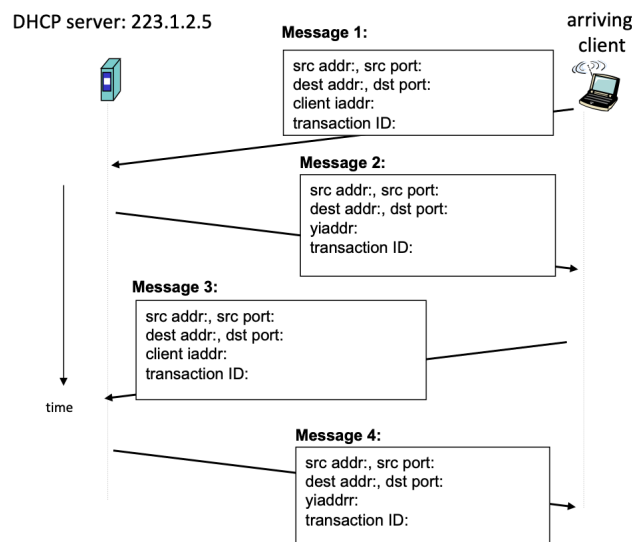 DHCP server: 223.1.2.5
arriving
client
Message 1:
src addr:, src port:
dest addr:, dst port:
client iaddr:
transaction ID:
Message 2:
src addr:, src port:
dest addr:, dst port:
yiaddr:
transaction ID:
Message 3:
src addr:, src port:
dest addr:, dst port:
client iaddr:
transaction ID:
time
Message 4:
src addr:, src port:
dest addr:, dst port:
yiaddrr:
transaction ID: